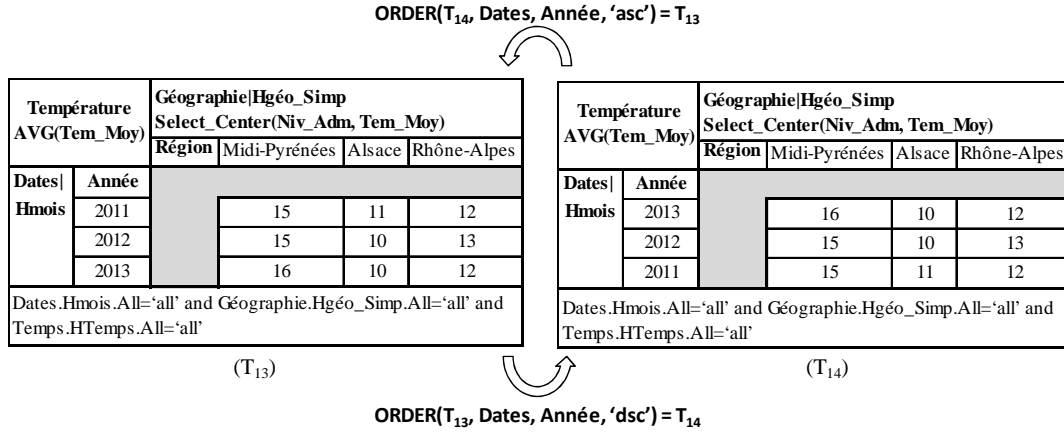 ORDER(T14, Dates, Année, ‘asc’) = T13
Température
AVG(Tem_Moy)
Géographie|Hgéo_Simp
Select_Center(Niv_Adm, Tem_Moy)
Région Midi-Pyrénées Alsace Rhône-Alpes
Dates| Année
Hmois 2011 15 11 12
2012 15 10 13
2013 16 10 12
Dates.Hmois.All=‘all’ and Géographie.Hgéo_Simp.All=‘all’ and
Temps.HTemps.All=‘all’
(T13)
Température
AVG(Tem_Moy)
Géographie|Hgéo_Simp
Select_Center(Niv_Adm, Tem_Moy)
Région Midi-Pyrénées Alsace Rhône-Alpes
Dates| Année
Hmois 2013 16 10 12
2012 15 10 13
2011 15 11 12
Dates.Hmois.All=‘all’ and Géographie.Hgéo_Simp.All=‘all’ and
Temps.HTemps.All=‘all’
(T14)
ORDER(T13, Dates, Année, ‘dsc’) = T14